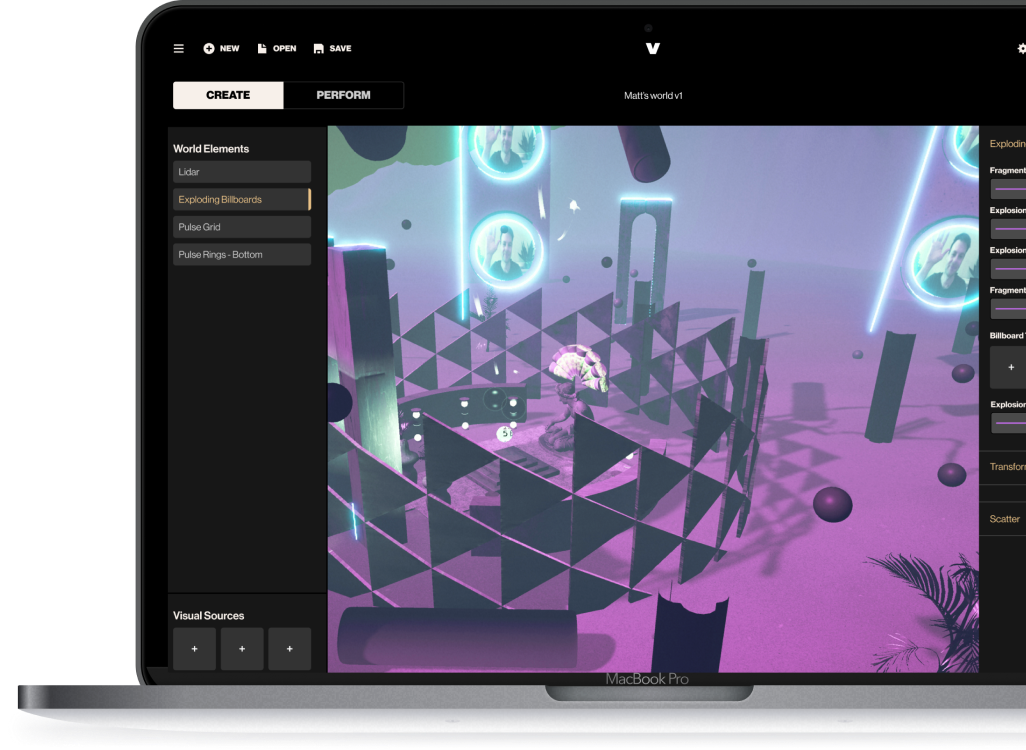 NEW
OPEN
SAVE
V
CREATE
PERFORM
Matt's world v1
World Elements
Lidar
Exploding Billboards
Pulse Grid
Pulse Rings - Bottom
Visual Sources
+
+
+
Explodin
Fragment
Explosion
Explosion
Fragment
Billboard
+
Explosion
Transform
Scatter
MacBook Pro